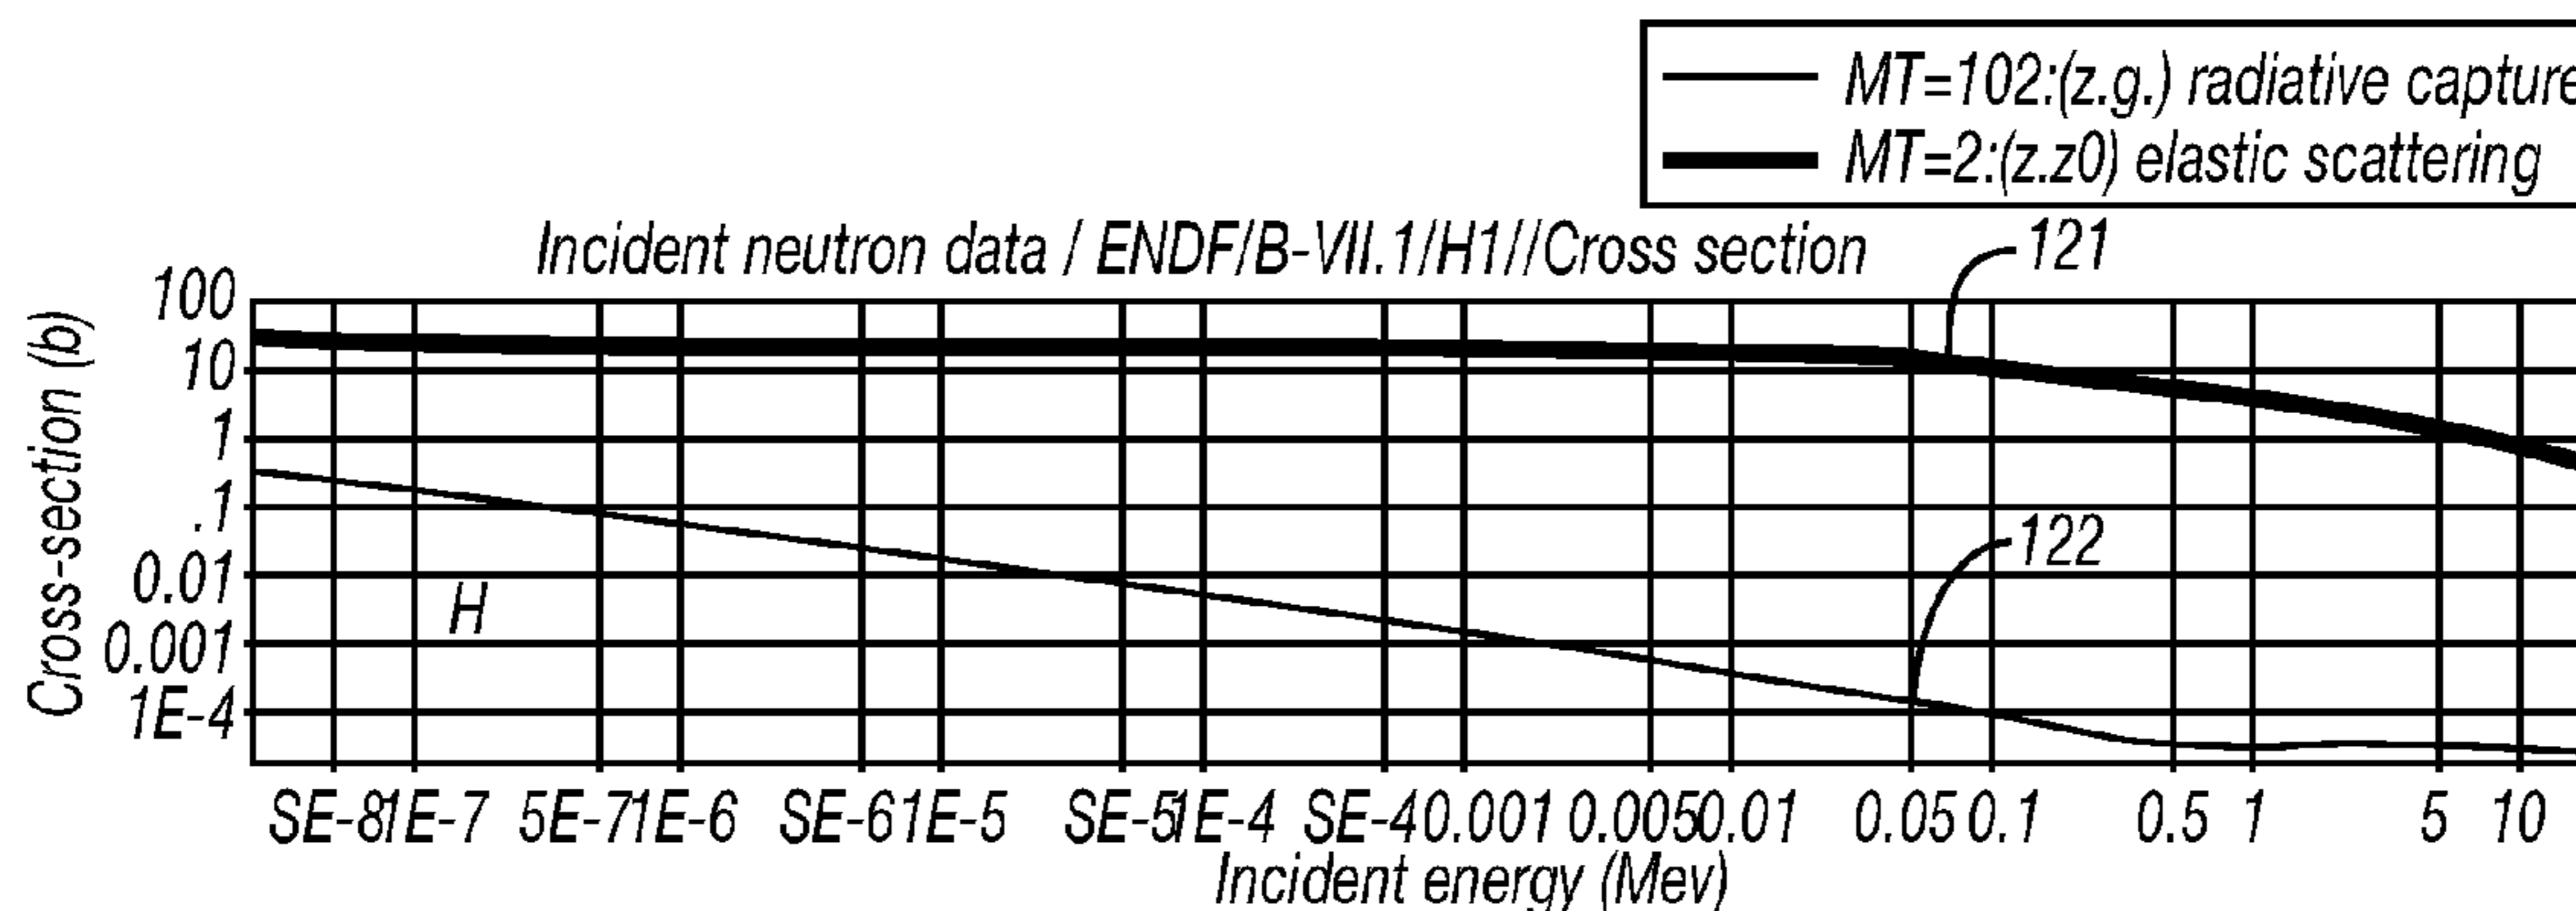 MT=102:(z.g.) radiative capture
MT=2:(z.z0) elastic scattering
Incident neutron data / ENDF/B-VII.1/H1//Cross section
121
Cross-section (b)
100
10
1
.1
0.01
0.001
1E-4
H
122
SE-8 1E-7 5E-7 1E-6 SE-6 1E-5 SE-5 1E-4 SE-4 0.001 0.005 0.01 0.05 0.1 0.5 1 5 10
Incident energy (Mev)